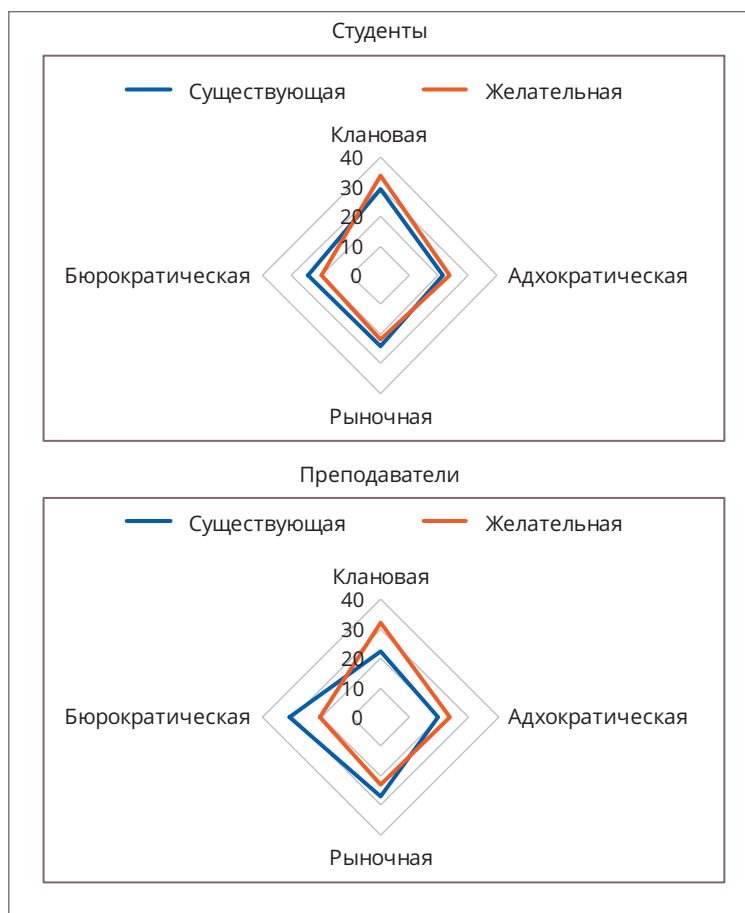 Студенты
Существующая Желательная
Клановая
40
30
20
10
Бюрократическая 0 Адхократическая
Рыночная
Преподаватели
Существующая Желательная
Клановая
40
30
20
10
Бюрократическая 0 Адхократическая
Рыночная